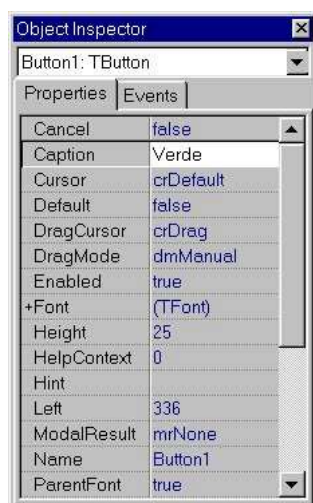 Object Inspector
Button1: TButton
Properties Events
Cancel false
Caption Verde
Cursor crDefault
Default false
DragCursor crDrag
DragMode dmManual
Enabled true
+Font (TFont)
Height 25
HelpContext 0
Hint
Left 336
ModalResult mrNone
Name Button1
ParentFont true